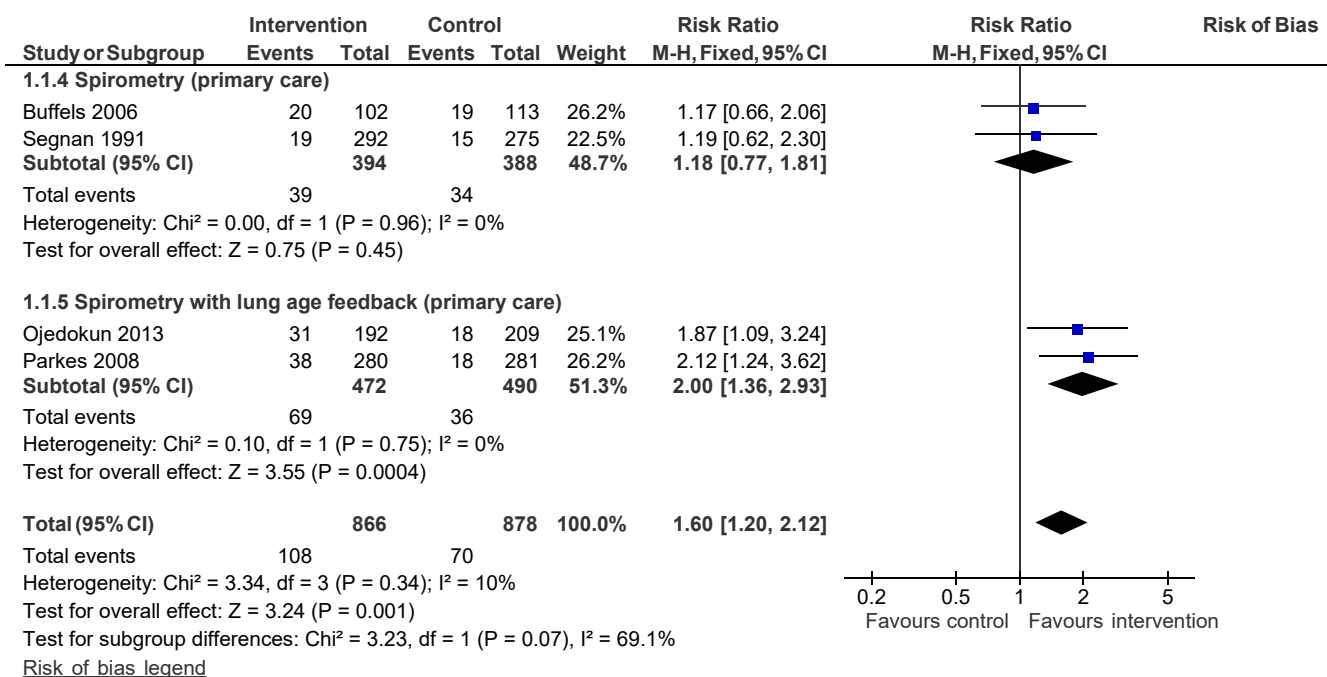 Intervention Control Risk Ratio Risk Ratio Risk of Bias
Study or Subgroup Events Total Events Total Weight M-H, Fixed, 95% CI M-H, Fixed, 95% CI
1.1.4 Spirometry (primary care)
Buffels 2006 20 102 19 113 26.2% 1.17 [0.66, 2.06]
Segnan 1991 19 292 15 275 22.5% 1.19 [0.62, 2.30]
Subtotal (95% CI) 394 388 48.7% 1.18 [0.77, 1.81]
Total events 39 34
Heterogeneity: Chi² = 0.00, df = 1 (P = 0.96); I² = 0%
Test for overall effect: Z = 0.75 (P = 0.45)
1.1.5 Spirometry with lung age feedback (primary care)
Ojedokun 2013 31 192 18 209 25.1% 1.87 [1.09, 3.24]
Parkes 2008 38 280 18 281 26.2% 2.12 [1.24, 3.62]
Subtotal (95% CI) 472 490 51.3% 2.00 [1.36, 2.93]
Total events 69 36
Heterogeneity: Chi² = 0.10, df = 1 (P = 0.75); I² = 0%
Test for overall effect: Z = 3.55 (P = 0.0004)
Total (95% CI) 866 878 100.0% 1.60 [1.20, 2.12]
Total events 108 70
Heterogeneity: Chi² = 3.34, df = 3 (P = 0.34); I² = 10%
Test for overall effect: Z = 3.24 (P = 0.001)
Test for subgroup differences: Chi² = 3.23, df = 1 (P = 0.07), I² = 69.1%
0.2 0.5 1 2 5
Favours control Favours intervention
Risk of bias legend